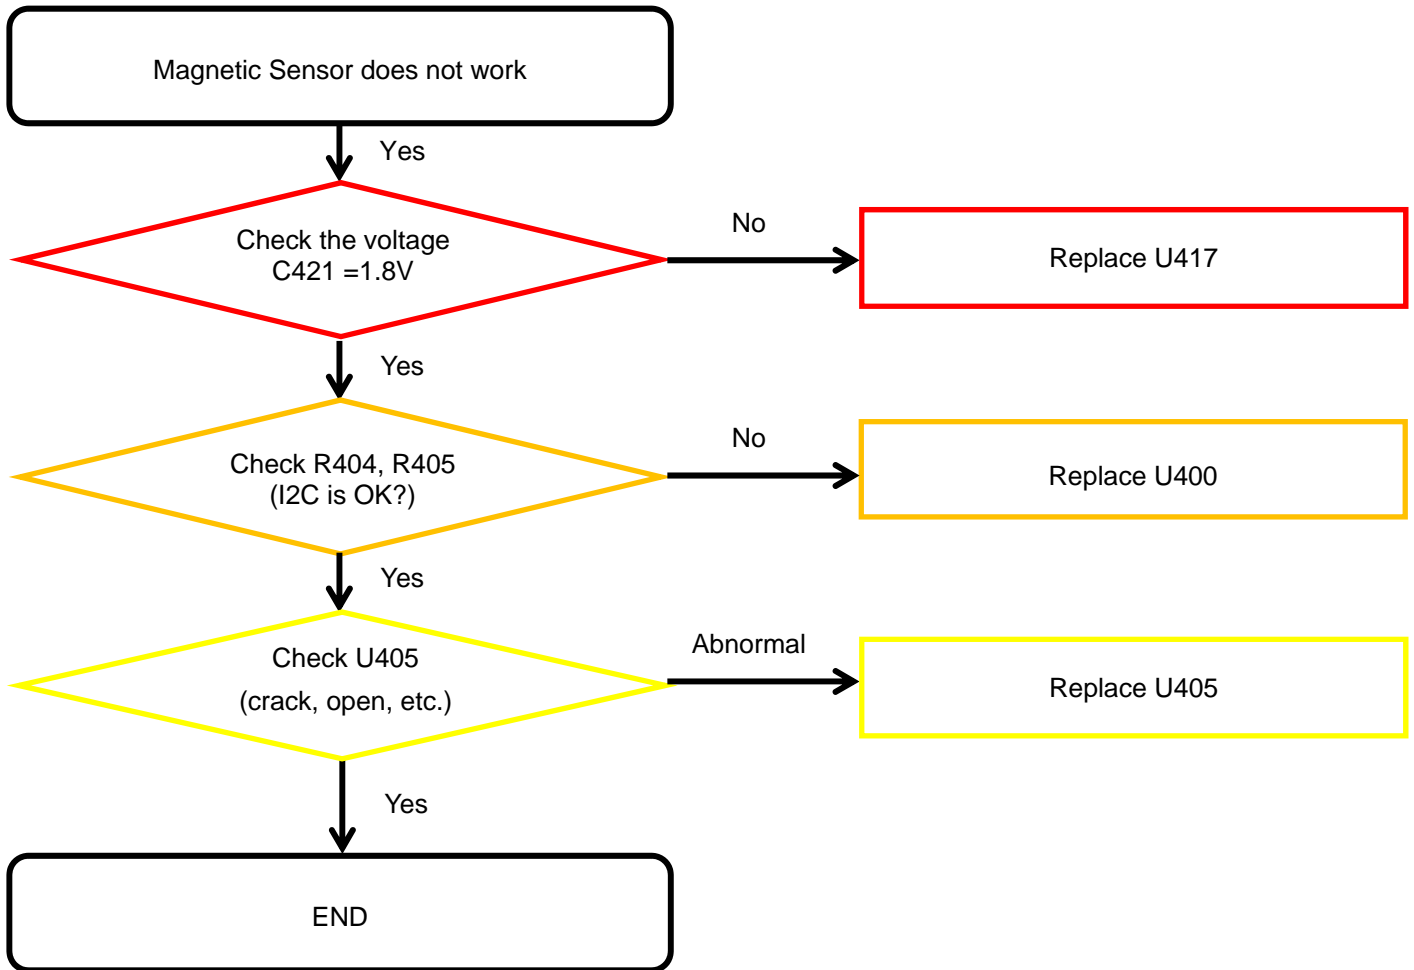 Magnetic Sensor does not work
Yes
Check the voltage
C421 =1.8V
No
Replace U417
Yes
Check R404, R405
(I2C is OK?)
No
Replace U400
Yes
Check U405
(crack, open, etc.)
Abnormal
Replace U405
Yes
END